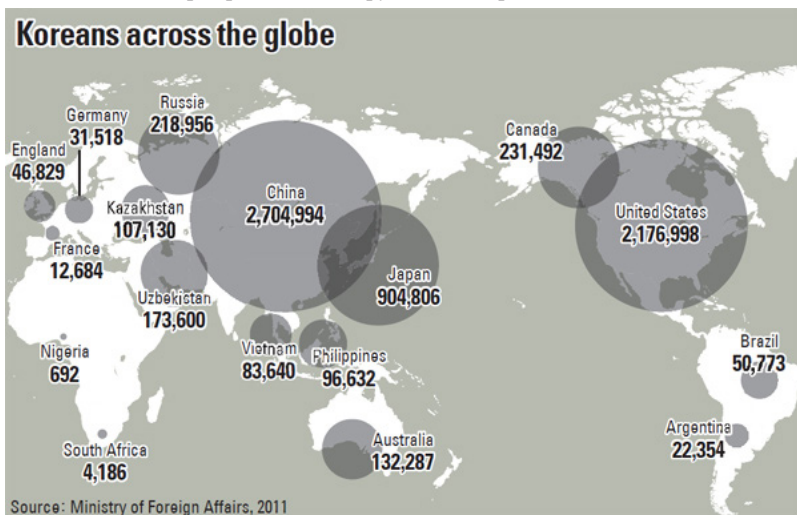 Koreans across the globe
Russia
218,956
Germany
31,518
England
46,829
Canada
231,492
China
2,704,994
Kazakhstan
107,130
United States
2,176,998
France
12,684
Japan
904,806
Uzbekistan
173,600
Nigeria
692
Vietnam
83,640
Philippines
96,632
Brazil
50,773
South Africa
4,186
Australia
132,287
Argentina
22,354
Source: Ministry of Foreign Affairs, 2011